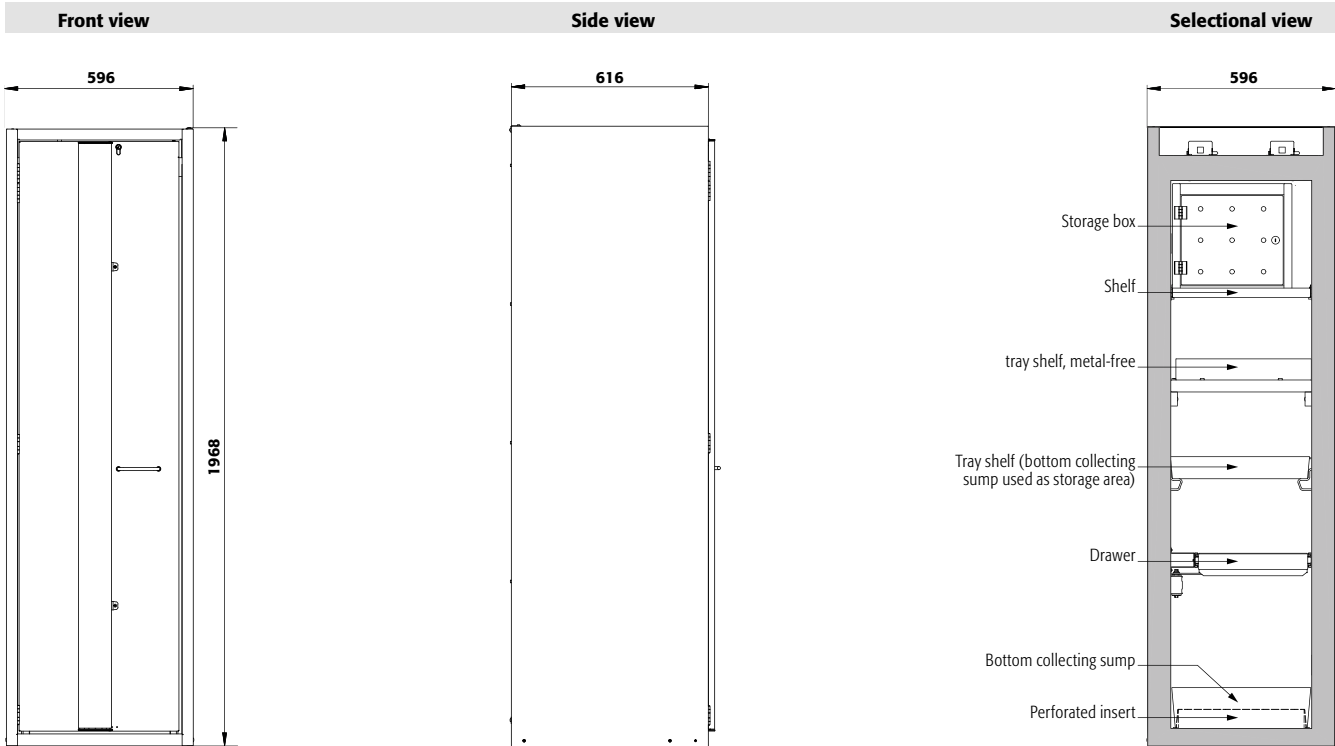 Front view
Side view
Selectional view
596
616
596
1968
Storage box
Shelf
tray shelf, metal-free
Tray shelf (bottom collecting
sump used as storage area)
Drawer
Bottom collecting sump
Perforated insert